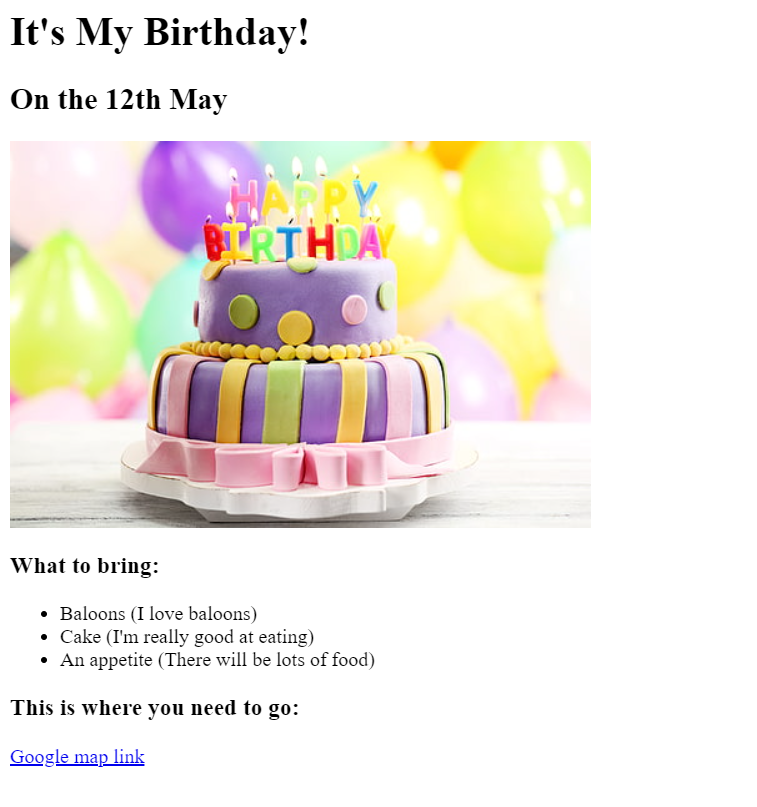 It's My Birthday!
On the 12th May
HAPPY
BIRTHDAY
What to bring:
Baloons (I love baloons)
Cake (I'm really good at eating)
An appetite (There will be lots of food)
This is where you need to go:
Google map link